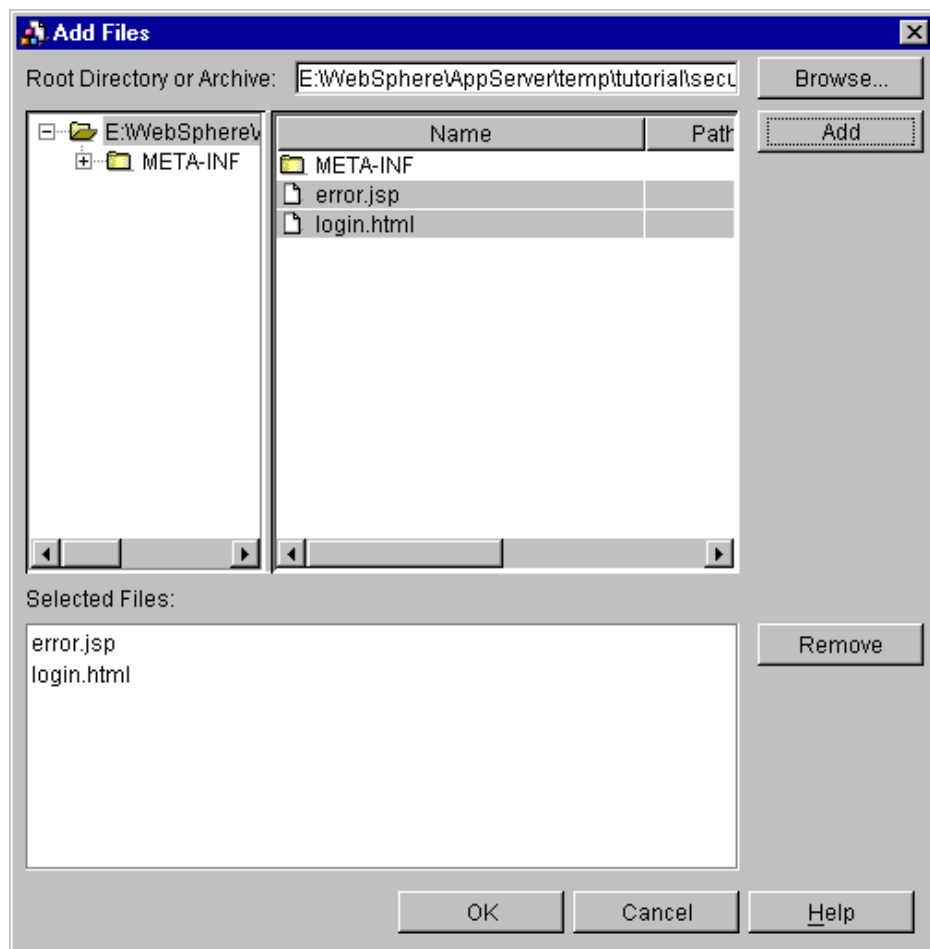 Add Files
Root Directory or Archive: E:\WebSphere\AppServer\temp\tutorial\secu Browse...
E:\WebSphere\ Name Path Add
META-INF META-INF
error.jsp
login.html
Selected Files:
error.jsp Remove
login.html
OK Cancel Help